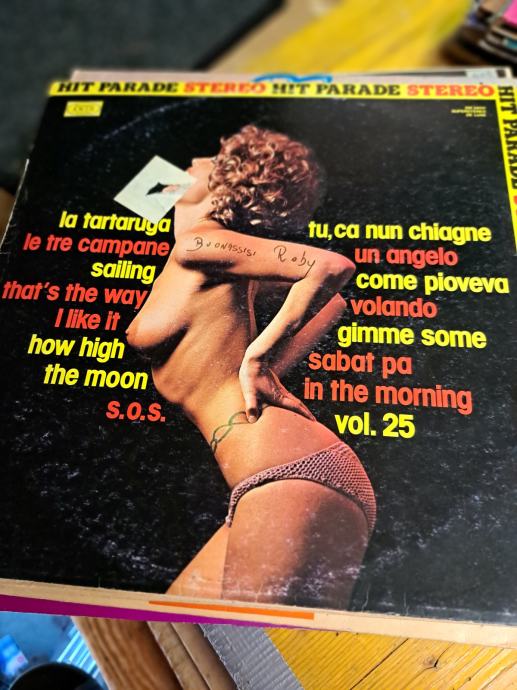 HIT PARADE STEREO HIT PARADE STEREO
HIT PARADE
la tartaruga
le tre campane
sailing
that's the way
I like it
how high
the moon
s.o.s.
Buonassisi Roby
tu, ca nun chiagne
un angelo
come pioveva
volando
gimme some
sabat pa
in the morning
vol. 25